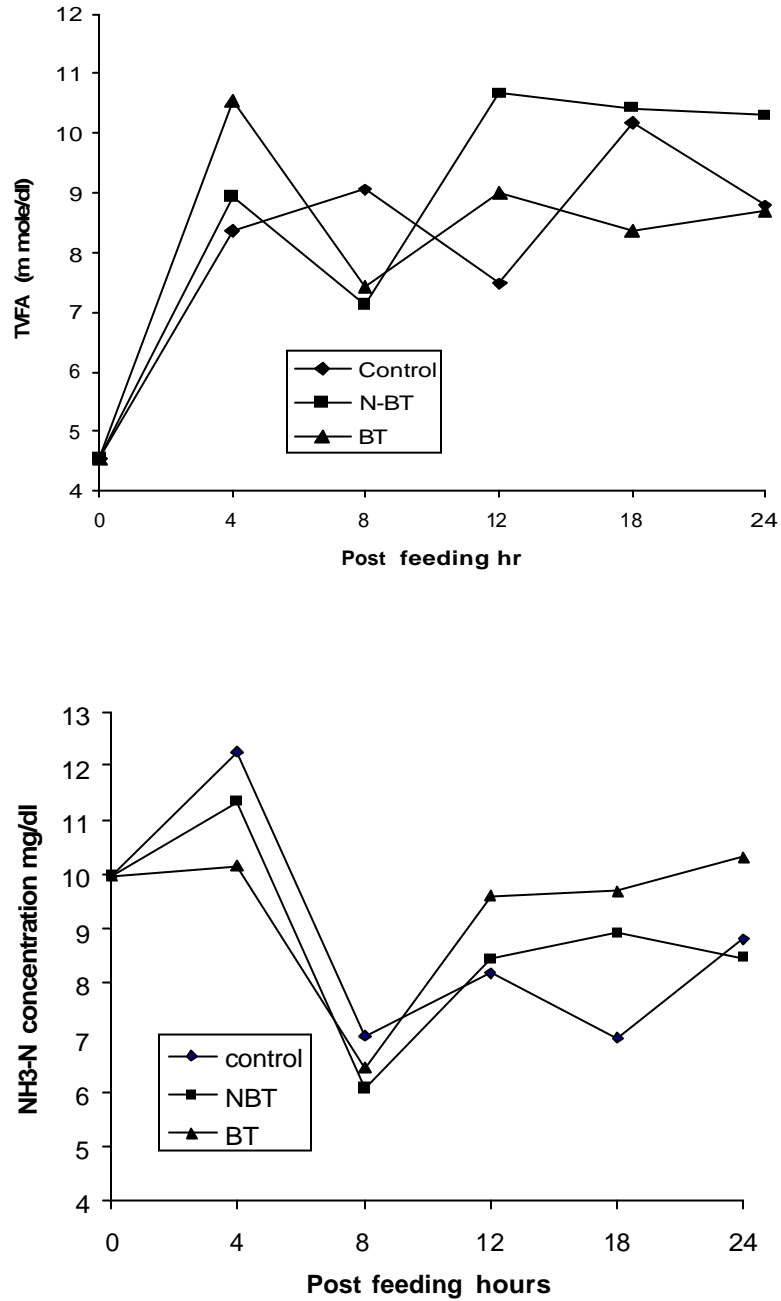 12
11
10
9
8
7
6
5
4
TVFA (m mole/dl)
Control
N-BT
BT
0 4 8 12 18 24
Post feeding hr
13
12
11
10
9
8
7
6
5
4
NH3-N concentration mg/dl
control
NBT
BT
0 4 8 12 18 24
Post feeding hours